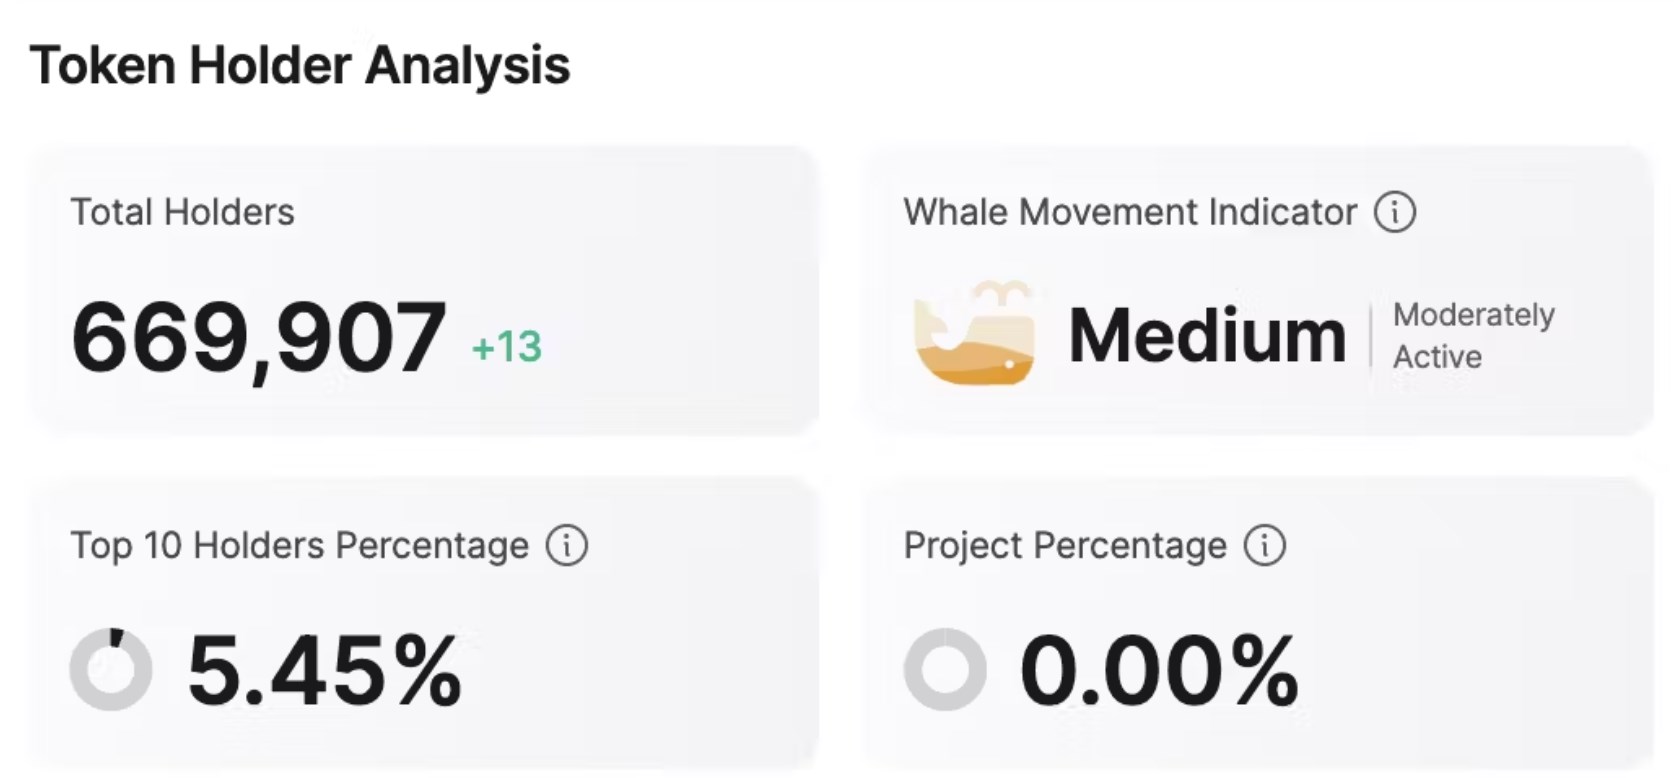 Token Holder Analysis
Total Holders
669,907 +13
Whale Movement Indicator
Medium
Moderately
Active
Top 10 Holders Percentage
5.45%
Project Percentage
0.00%